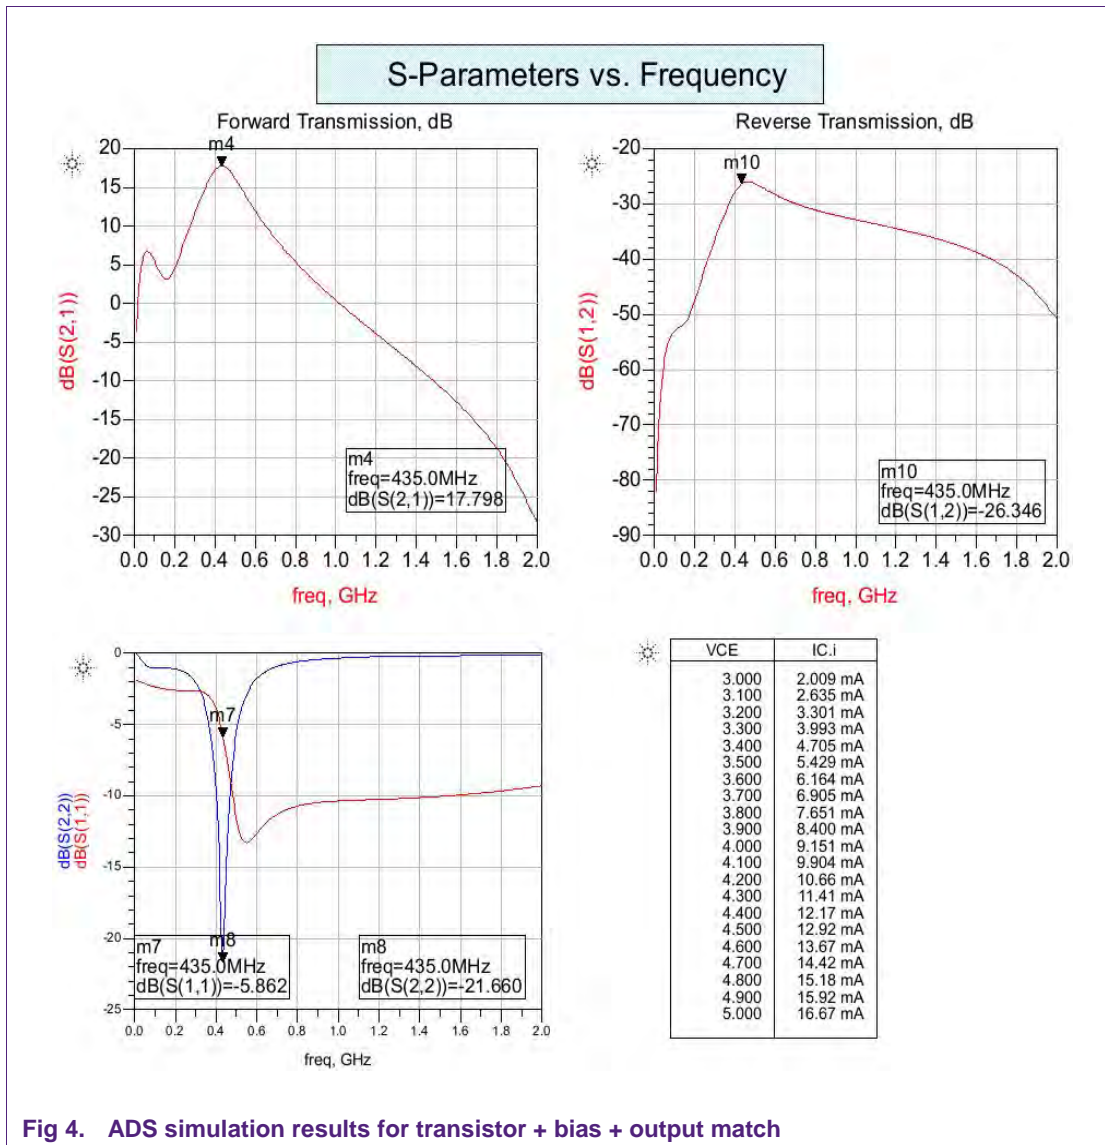 S-Parameters vs. Frequency
Forward Transmission, dB
m4
20
15
10
5
0
-5
-10
-15
-20
-25
-30
dB(S(2,1))
m4
freq=435.0MHz
dB(S(2,1))=17.798
0.0 0.2 0.4 0.6 0.8 1.0 1.2 1.4 1.6 1.8 2.0
freq, GHz
Reverse Transmission, dB
m10
-20
-30
-40
-50
-60
-70
-80
-90
dB(S(1,2))
m10
freq=435.0MHz
dB(S(1,2))=-26.346
0.0 0.2 0.4 0.6 0.8 1.0 1.2 1.4 1.6 1.8 2.0
freq, GHz
0
-5
-10
-15
-20
-25
dB(S(2,2))
dB(S(1,1))
m7
m8
m7
freq=435.0MHz
dB(S(1,1))=-5.862
m8
freq=435.0MHz
dB(S(2,2))=-21.660
0.0 0.2 0.4 0.6 0.8 1.0 1.2 1.4 1.6 1.8 2.0
freq, GHz
VCE IC.i
3.000 2.009 mA
3.100 2.635 mA
3.200 3.301 mA
3.300 3.993 mA
3.400 4.705 mA
3.500 5.429 mA
3.600 6.164 mA
3.700 6.905 mA
3.800 7.651 mA
3.900 8.400 mA
4.000 9.151 mA
4.100 9.904 mA
4.200 10.66 mA
4.300 11.41 mA
4.400 12.17 mA
4.500 12.92 mA
4.600 13.67 mA
4.700 14.42 mA
4.800 15.18 mA
4.900 15.92 mA
5.000 16.67 mA
Fig 4. ADS simulation results for transistor + bias + output match